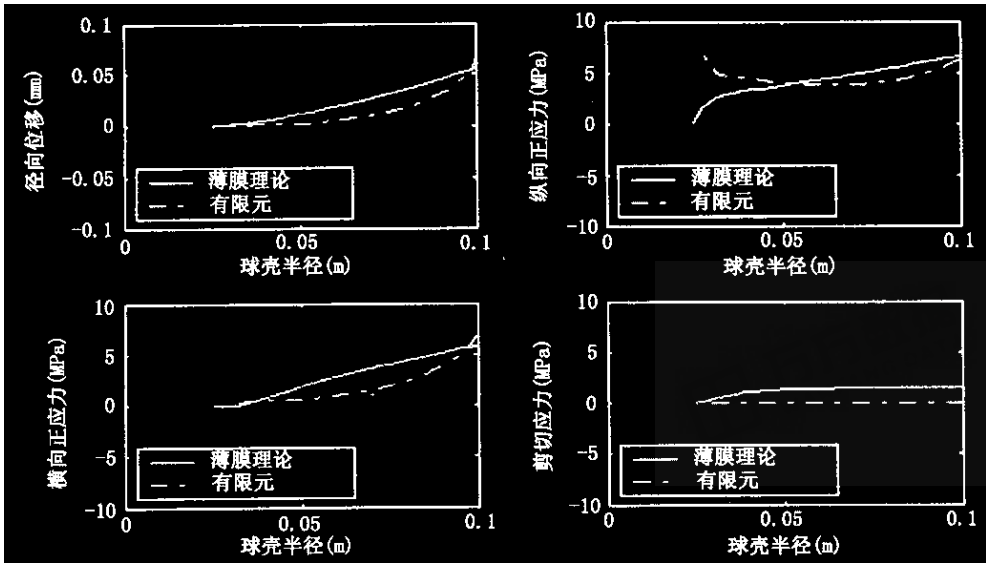 径向位移(mm)
0.1
0.05
0
-0.05
-0.1
薄膜理论
有限元
0
0.05
0.1
球壳半径(m)
纵向正应力(MPa)
10
5
0
-5
-10
薄膜理论
有限元
0
0.05
0.1
球壳半径(m)
横向正应力(MPa)
10
5
0
-5
-10
薄膜理论
有限元
0
0.05
0.1
球壳半径(m)
剪切应力(MPa)
10
5
0
-5
-10
薄膜理论
有限元
0
0.05
0.1
球壳半径(m)